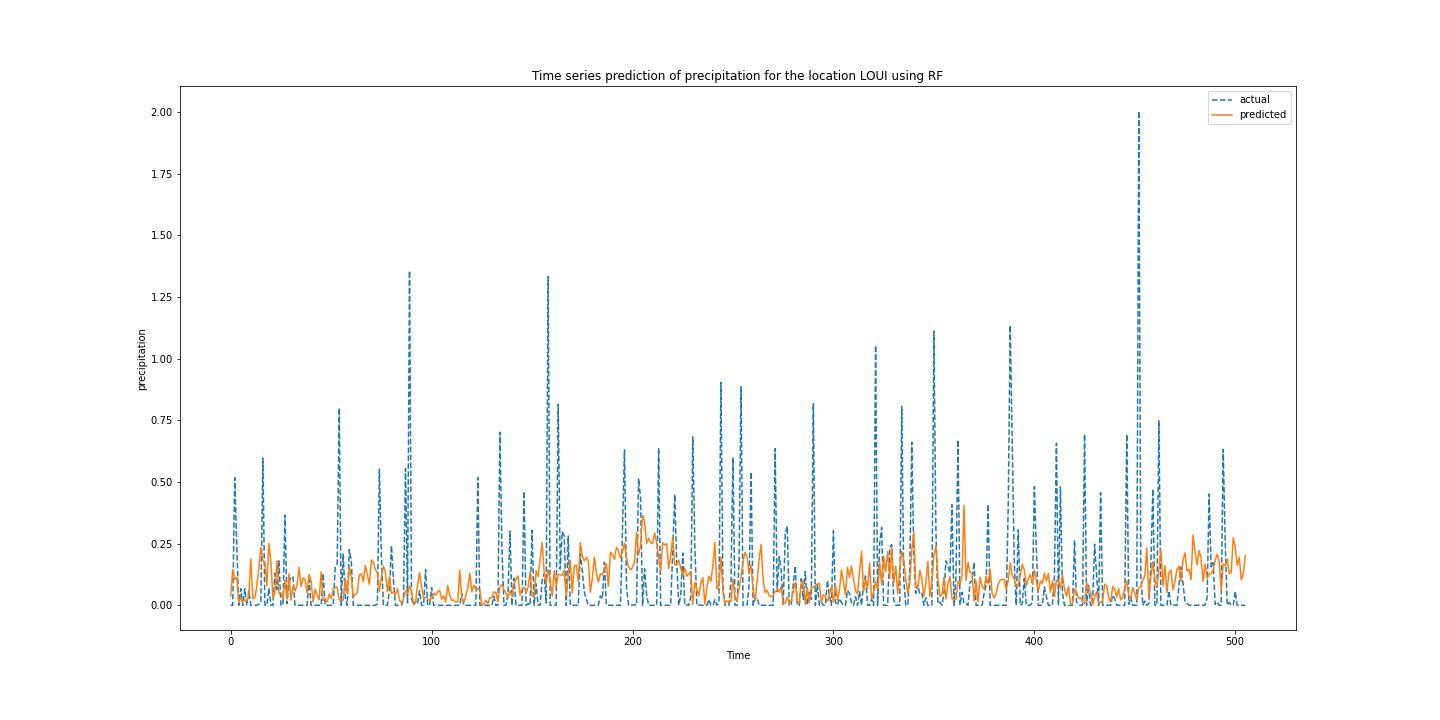 Time series prediction of precipitation for the location LOUI using RF
actual
predicted
2.00
1.75
1.50
1.25
1.00
0.75
0.50
0.25
0.00
precipitation
0 100 200 300 400 500
Time